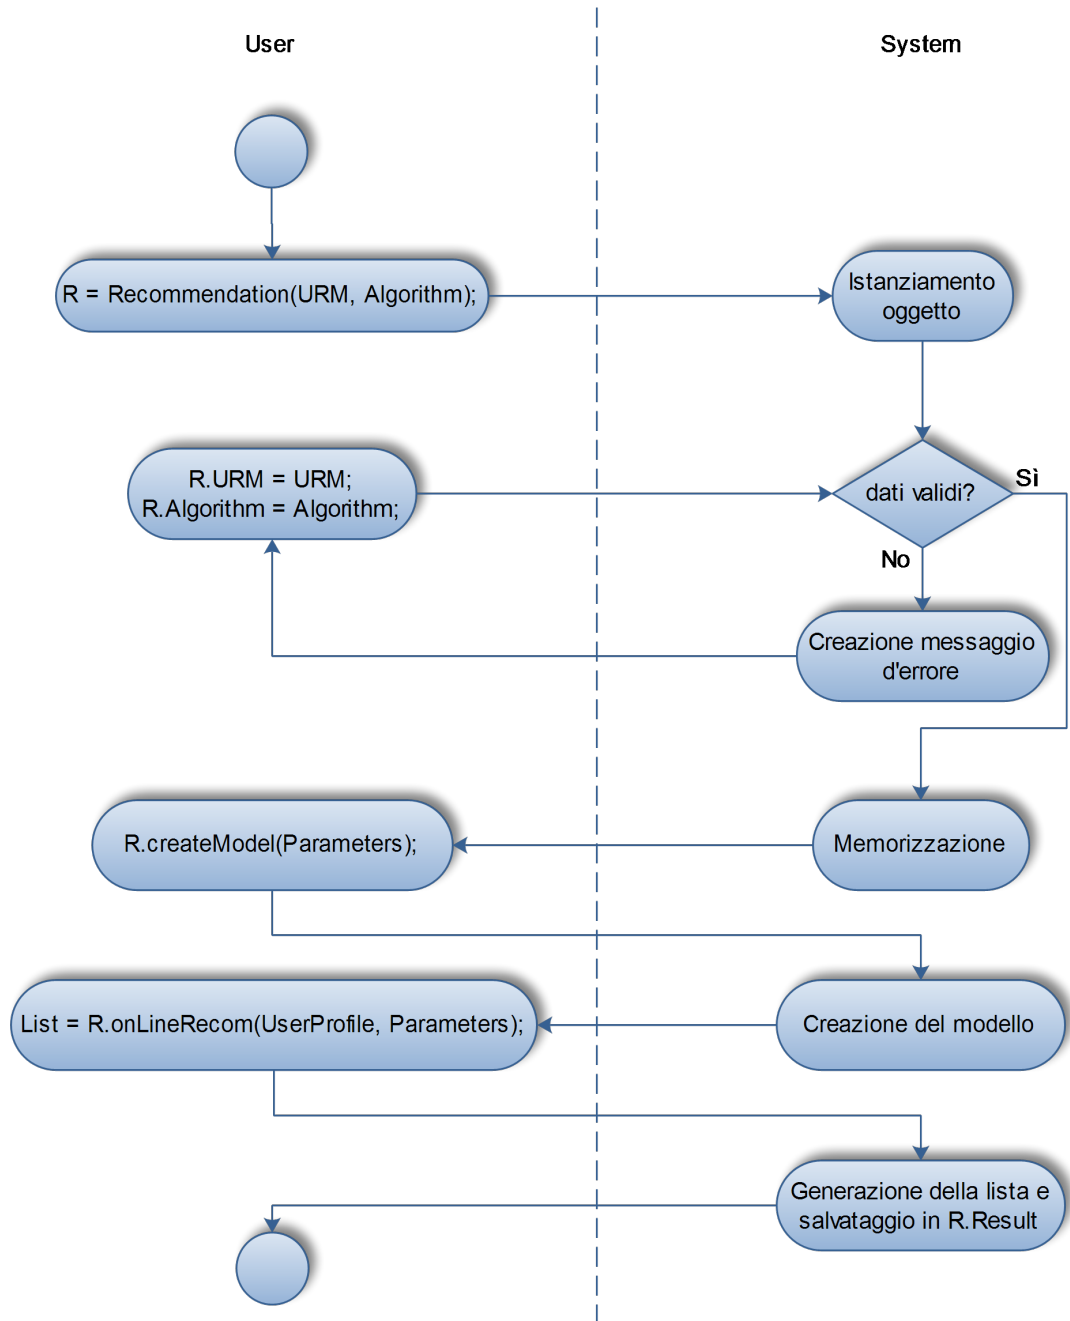 User
System
R = Recommendation(URM, Algorithm);
Istanziamento
oggetto
R.URM = URM;
R.Algorithm = Algorithm;
dati validi?
Sì
No
Creazione messaggio
d'errore
R.createModel(Parameters);
Memorizzazione
List = R.onLineRecom(UserProfile, Parameters);
Creazione del modello
Generazione della lista e
salvataggio in R.Result